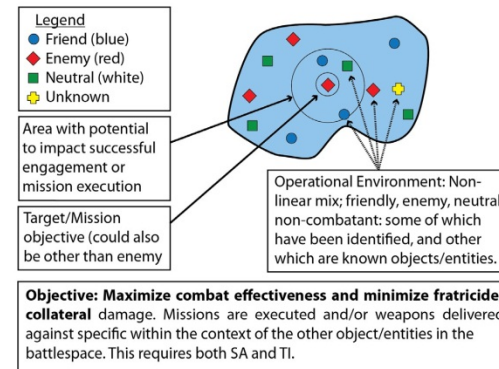 Legend
Friend (blue)
Enemy (red)
Neutral (white)
Unknown
Area with potential
to impact successful
engagement or
mission execution
Target/Mission
objective (could also
be other than enemy
Operational Environment: Non-
linear mix; friendly, enemy, neutral
non-combatant: some of which
have been identified, and other
which are known objects/entities.
Objective: Maximize combat effectiveness and minimize fratricide
collateral damage. Missions are executed and/or weapons delivered
against specific within the context of the other object/entities in the
battlespace. This requires both SA and TI.